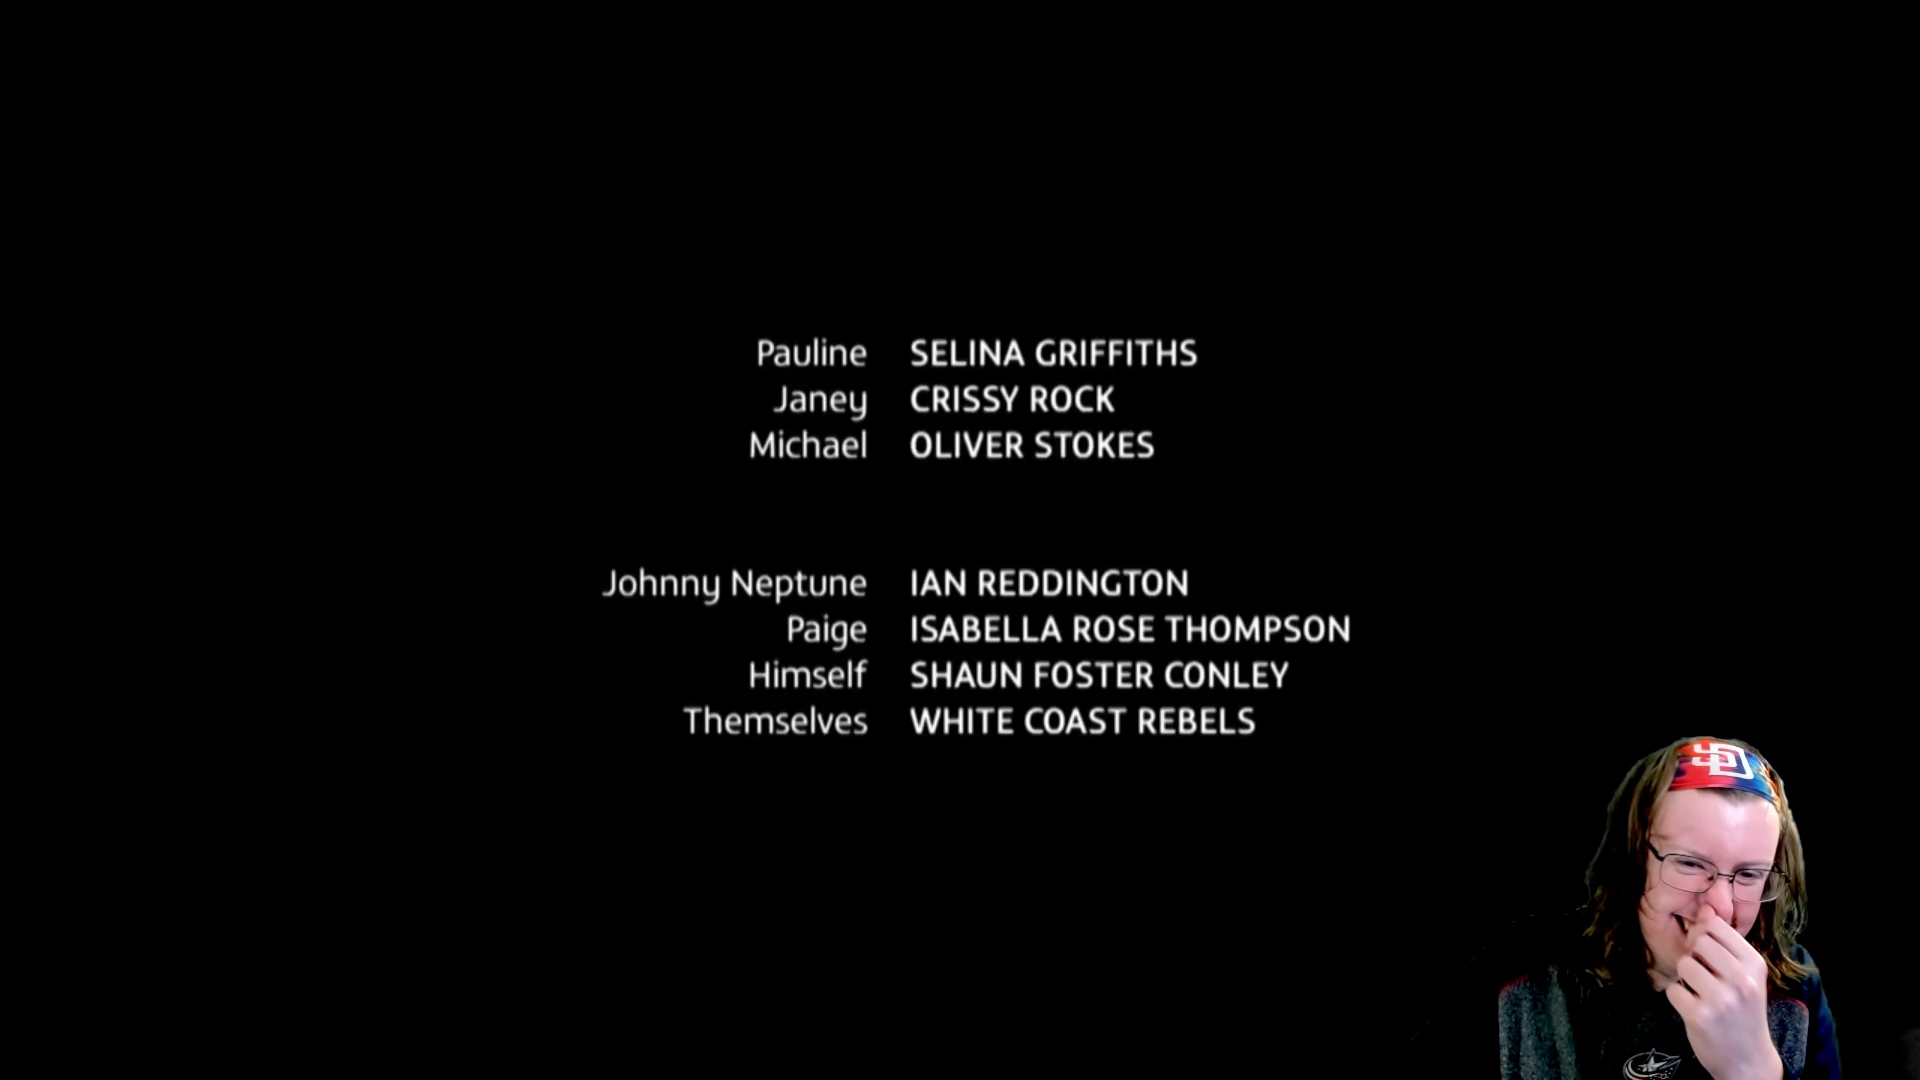 Pauline SELINA GRIFFITHS
Janey CRISSY ROCK
Michael OLIVER STOKES
Johnny Neptune IAN REDDINGTON
Paige ISABELLA ROSE THOMPSON
Himself SHAUN FOSTER CONLEY
Themselves WHITE COAST REBELS
SD